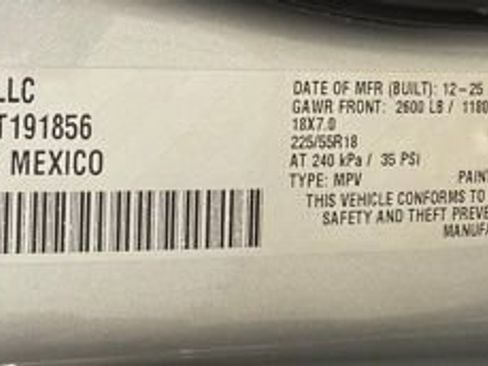 LLC
T191856
MEXICO
DATE OF MFR (BUILT): 12-25
GAWR FRONT: 2600 LB / 1180
18X7.0
225/55R18
AT 240 kPa / 35 PSI
TYPE: MPV PAINT
THIS VEHICLE CONFORMS TO
SAFETY AND THEFT PREVE
MANUFA